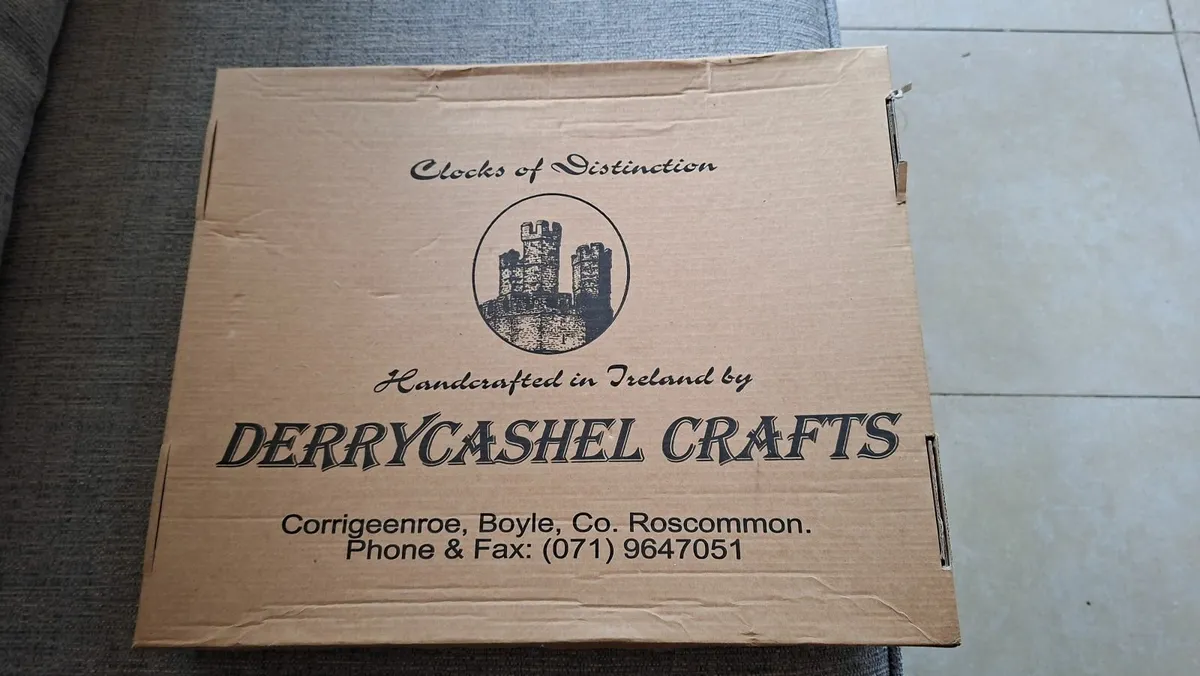 Clocks of Distinction
Handcrafted in Ireland by
DERRYCASHEL CRAFTS
Corrigeenroe, Boyle, Co. Roscommon.
Phone & Fax: (071) 9647051